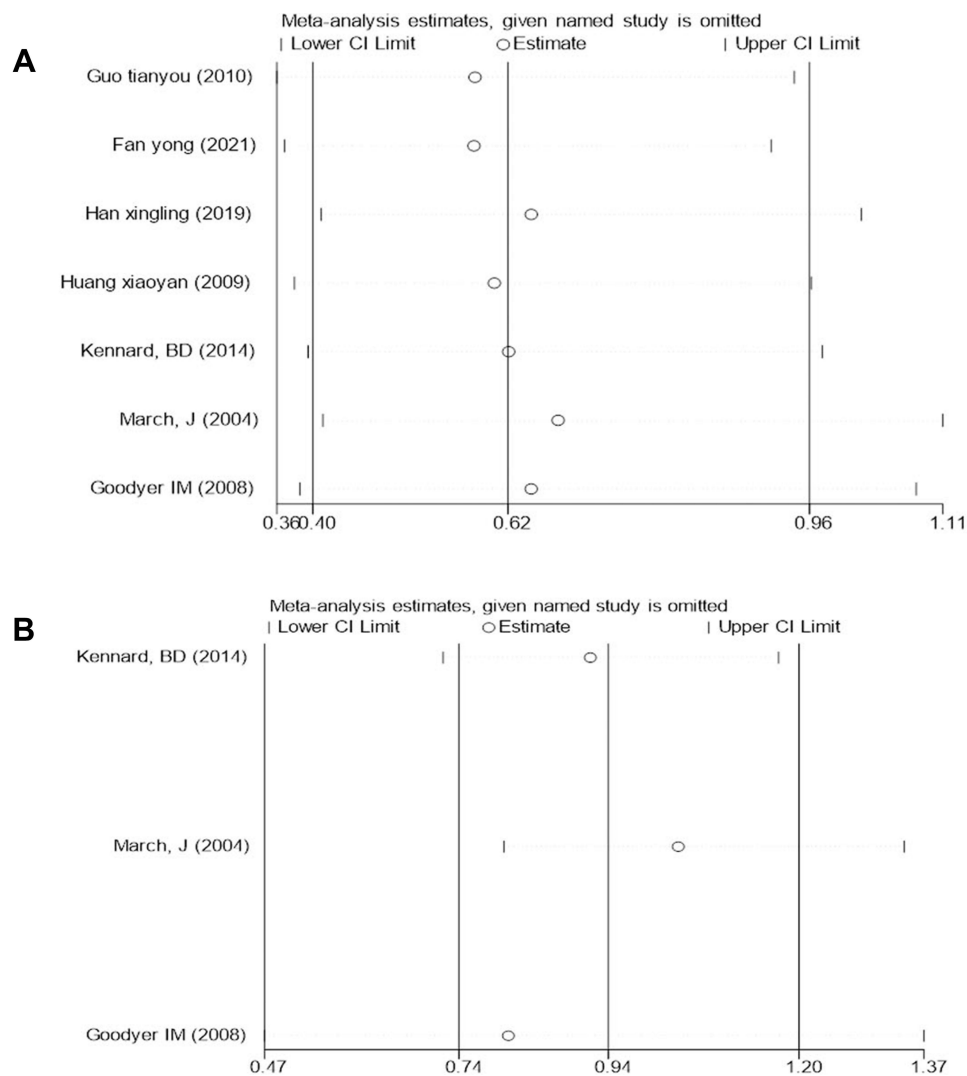 A
Meta-analysis estimates, given named study is omitted
| Lower CI Limit ○ Estimate | Upper CI Limit
Guo tianyou (2010)
Fan yong (2021)
Han xingling (2019)
Huang xiaoyan (2009)
Kennard, BD (2014)
March, J (2004)
Goodyer IM (2008)
0.36 0.40 0.62 0.96 1.11
B
Meta-analysis estimates, given named study is omitted
| Lower CI Limit ○ Estimate | Upper CI Limit
Kennard, BD (2014)
March, J (2004)
Goodyer IM (2008)
0.47 0.74 0.94 1.20 1.37